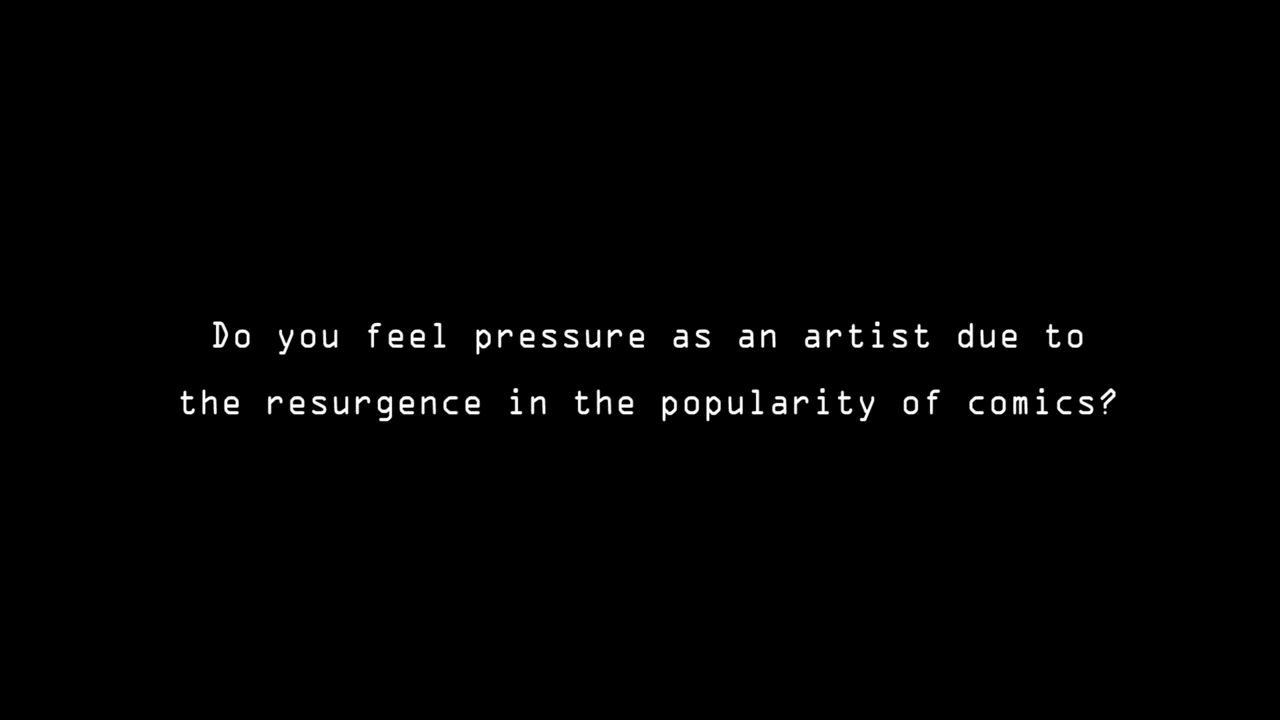 Do you feel pressure as an artist due to
the resurgence in the popularity of comics?